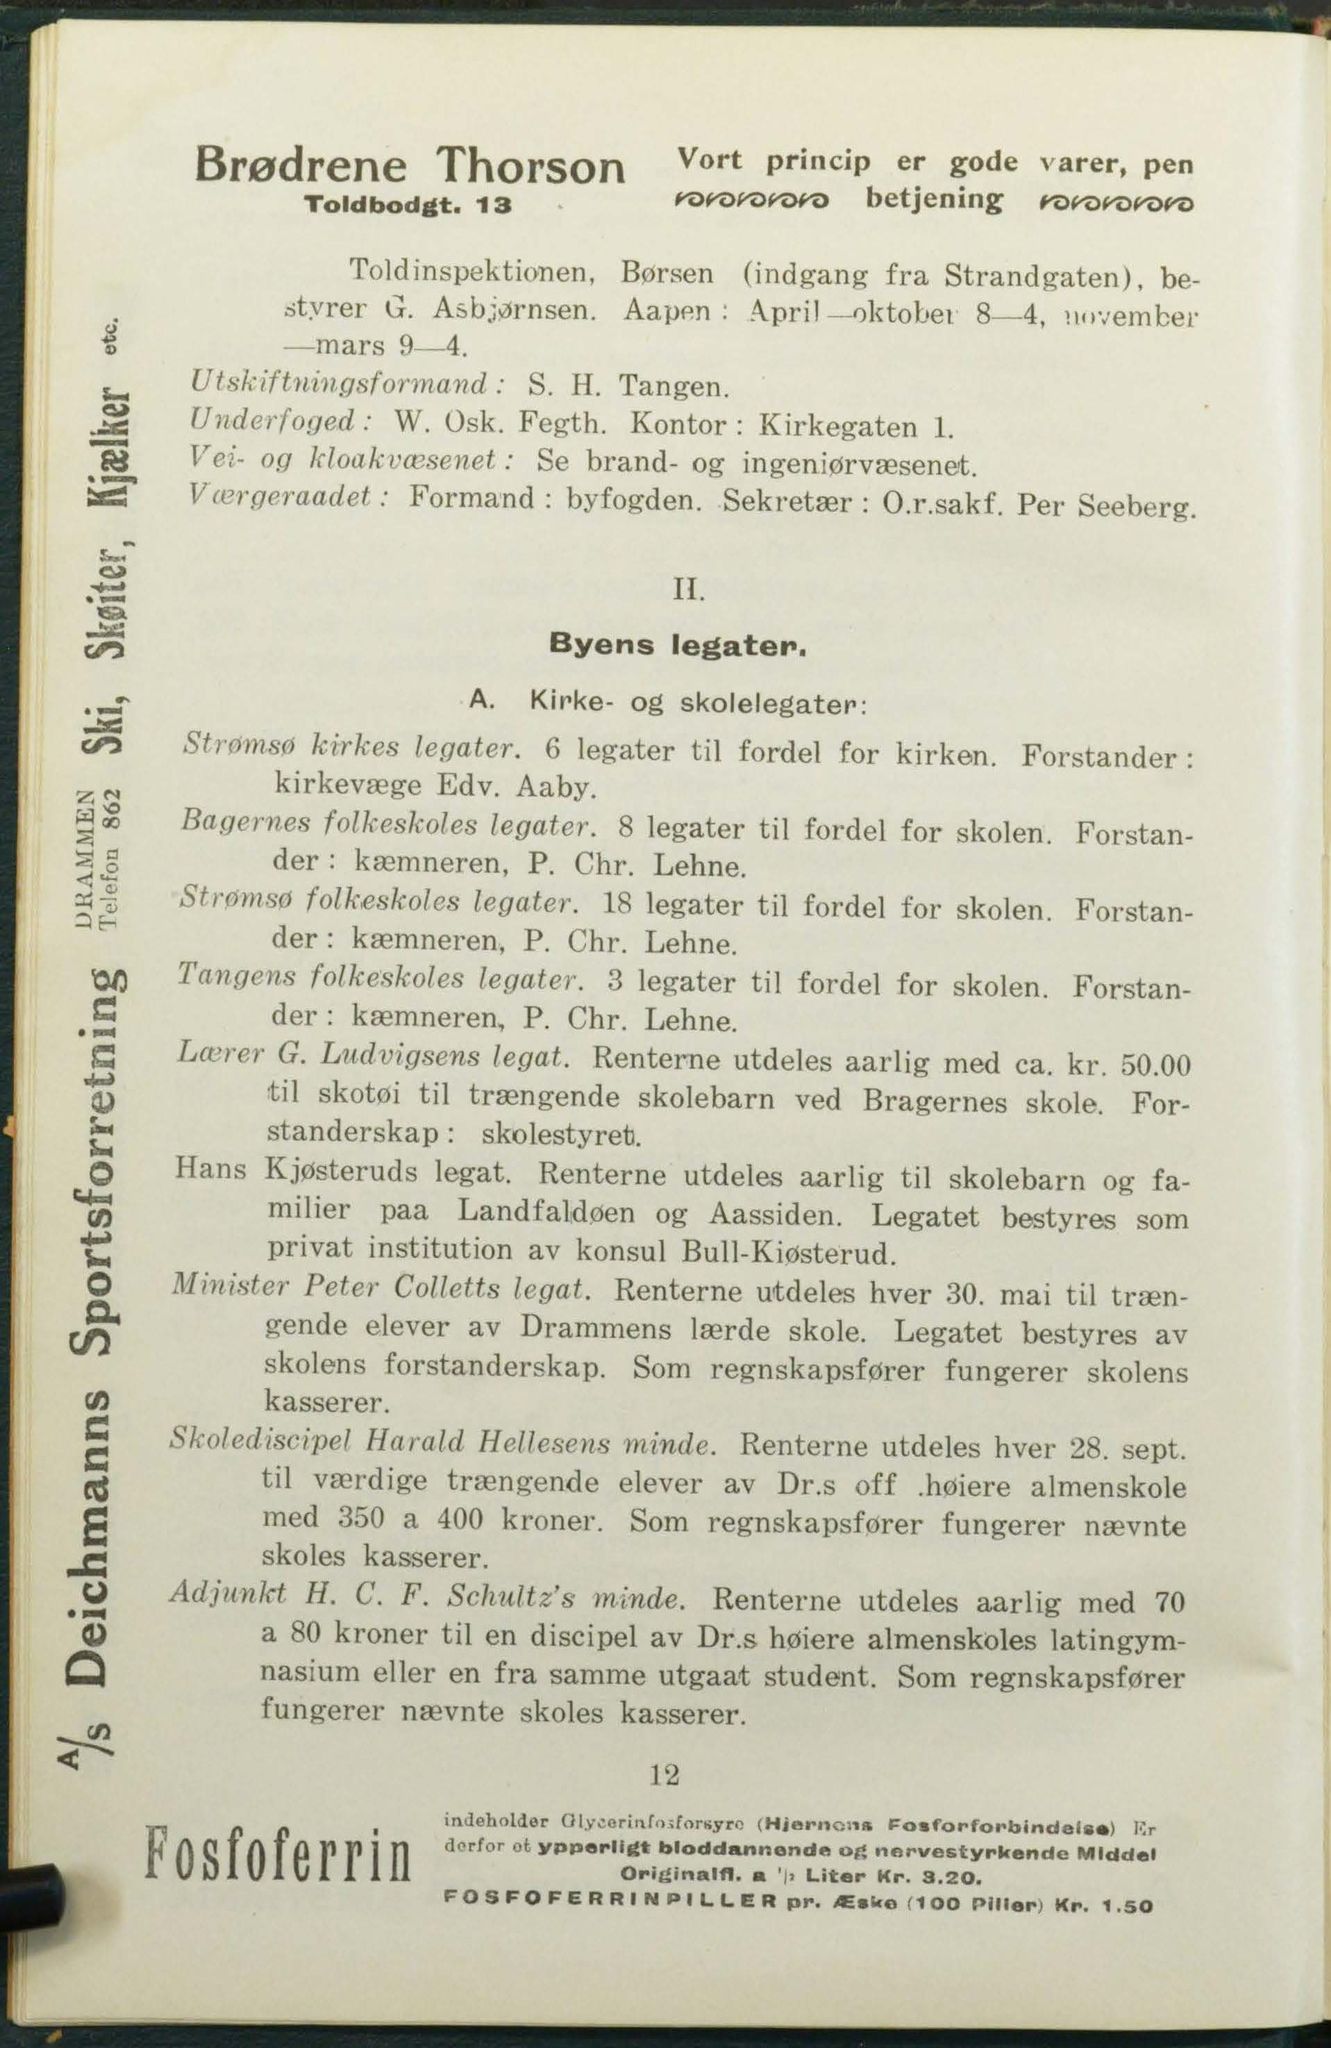 Brødrene Thorson
Toldbodgt. 13
Vort princip er gode varer, pen
betjening
Toldinspektionen, Børsen (indgang fra Strandgaten), be-
styrer G. Asbjørnsen. Aapen : April—oktober 8—4, november
—mars 9—4.
Utskiftningsformand : S. H. Tangen.
Underfoged : W. Osk. Fegth. Kontor : Kirkegaten 1.
Vei- og kloakvæsenet : Se brand- og ingeniørvæsenet.
Værgeraadet : Formand : byfogden. Sekretær : O.r.sakf. Per Seeberg.
II.
Byens legater.
A. Kirke- og skolelegater:
Strømsø kirkes legater. 6 legater til fordel for kirken. Forstander :
kirkevæge Edv. Aaby.
Bagernes folkeskoles legater. 8 legater til fordel for skolen. Forstan-
der : kæmneren, P. Chr. Lehne.
Strømsø folkeskoles legater. 18 legater til fordel for skolen. Forstan-
der : kæmneren, P. Chr. Lehne.
Tangens folkeskoles legater. 3 legater til fordel for skolen. Forstan-
der : kæmneren, P. Chr. Lehne.
Lærer G. Ludvigsens legat. Renterne utdeles aarlig med ca. kr. 50.00
til skotøi til trængende skolebarn ved Bragernes skole. For-
standerskap : skolestyret.
Hans Kjøsteruds legat. Renterne utdeles aarlig til skolebarn og fa-
milier paa Landfaldøen og Aassiden. Legatet bestyres som
privat institution av konsul Bull-Kiøsterud.
Minister Peter Colletts legat. Renterne utdeles hver 30. mai til træn-
gende elever av Drammens lærde skole. Legatet bestyres av
skolens forstanderskap. Som regnskapsfører fungerer skolens
kasserer.
Skolediscipel Harald Hellesens minde. Renterne utdeles hver 28. sept.
til værdige trængende elever av Dr.s off .høiere almenskole
med 350 a 400 kroner. Som regnskapsfører fungerer nævnte
skoles kasserer.
Adjunkt H. C. F. Schultz's minde. Renterne utdeles aarlig med 70
a 80 kroner til en discipel av Dr.s høiere almenskoles latingym-
nasium eller en fra samme utgaat student. Som regnskapsfører
fungerer nævnte skoles kasserer.
12
A/s Deichmanns Sportsforretning
DRAMMEN
Telefon 862
Ski, Skøiter, Kjælker etc.
Fosfoferrin
indeholder Glycerinfosforsyre (Hjernens Fosforforbindelse) Er
derfor et ypperligt bloddannende og nervestyrkende Middel
Originalfl. a ½ Liter Kr. 3.20.
FOSFOFERRINPILLER pr. Æske (100 Piller) Kr. 1.50